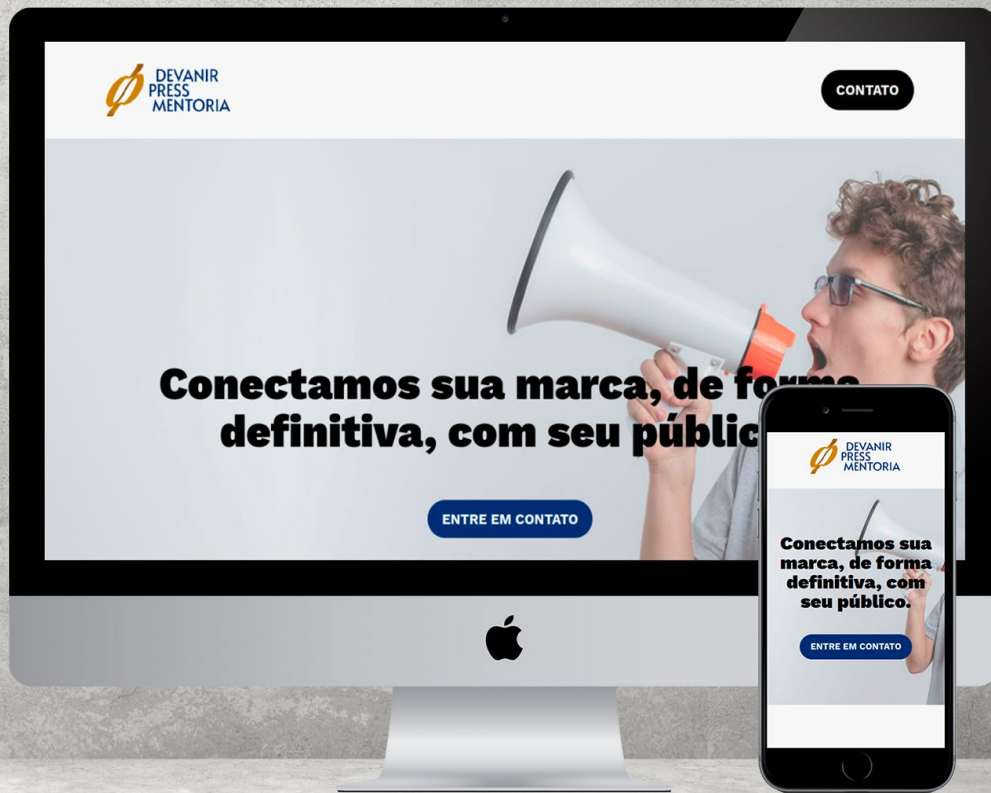 DEVANIR
PRESS
MENTORIA
CONTATO
Conectamos sua marca, de forma
definitiva, com seu públic
ENTRE EM CONTATO
DEVANIR
PRESS
MENTORIA
Conectamos sua
marca, de forma
definitiva, com
seu público.
ENTRE EM CONTATO